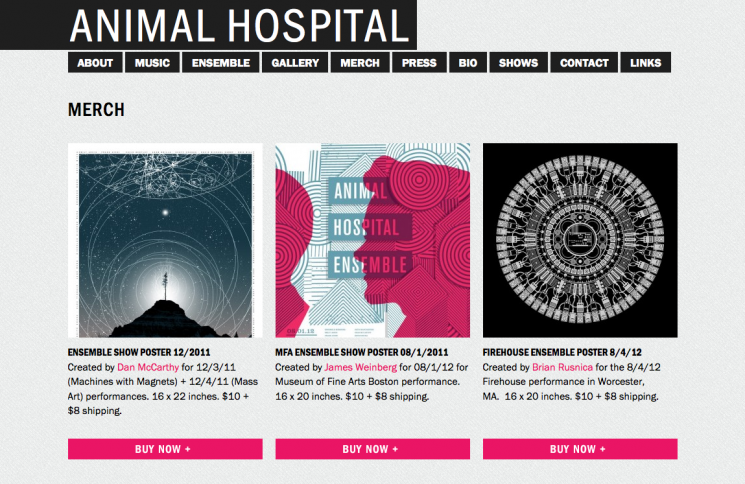 ANIMAL HOSPITAL
ABOUT MUSIC ENSEMBLE GALLERY MERCH PRESS BIO SHOWS CONTACT LINKS
MERCH
ANIMAL
HOSPITAL
ENSEMBLE
ENSEMBLE SHOW POSTER 12/2011
Created by Dan McCarthy for 12/3/11
(Machines with Magnets) + 12/4/11 (Mass
Art) performances. 16 x 22 inches. $10 +
$8 shipping.
BUY NOW +
MFA ENSEMBLE SHOW POSTER 08/1/2011
Created by James Weinberg for 08/1/12 for
Museum of Fine Arts Boston performance.
16 x 20 inches. $10 + $8 shipping.
BUY NOW +
FIREHOUSE ENSEMBLE POSTER 8/4/12
Created by Brian Rusnica for the 8/4/12
Firehouse performance in Worcester,
MA. 16 x 20 inches. $10 + $8 shipping.
BUY NOW +